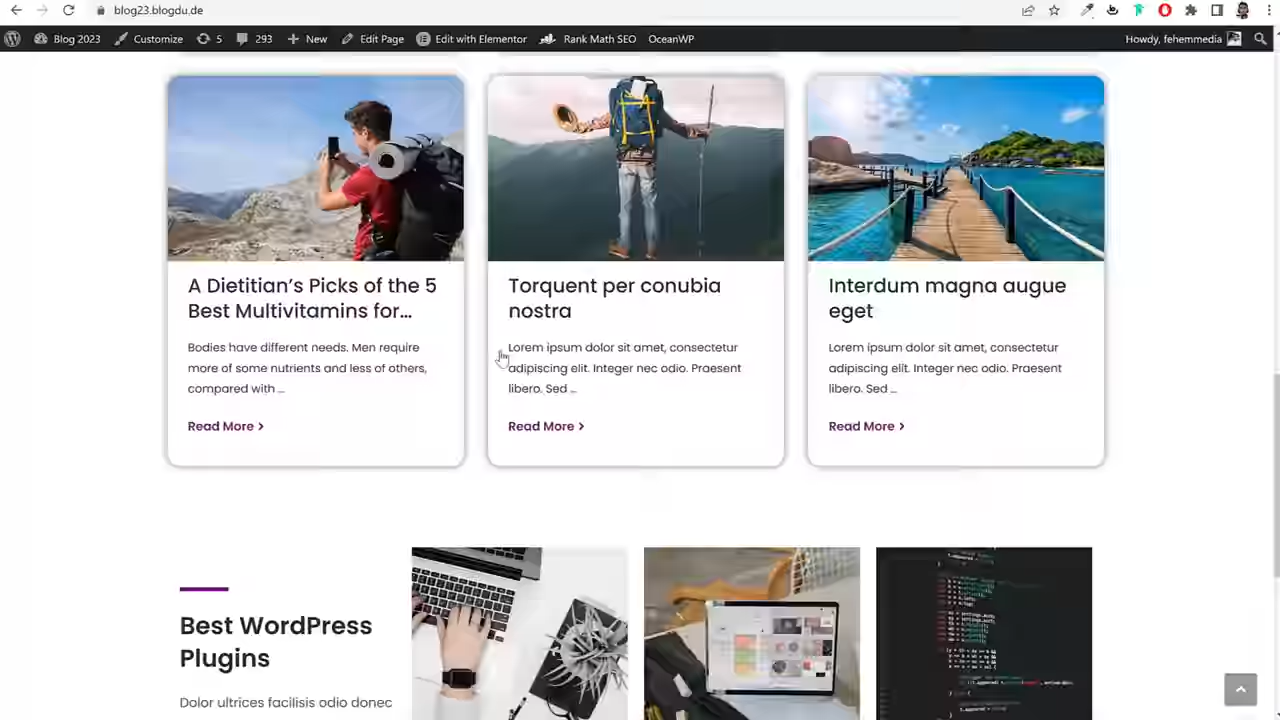 blog23.blogdu.de
Blog 2023 Customize 5 293 New Edit Page Edit with Elementor Rank Math SEO OceanWP Howdy, fehemmedia
A Dietitian’s Picks of the 5
Best Multivitamins for...
Bodies have different needs. Men require
more of some nutrients and less of others,
compared with ...
Read More >
Torquent per conubia
nostra
Lorem ipsum dolor sit amet, consectetur
adipiscing elit. Integer nec odio. Praesent
libero. Sed ...
Read More >
Interdum magna augue
eget
Lorem ipsum dolor sit amet, consectetur
adipiscing elit. Integer nec odio. Praesent
libero. Sed ...
Read More >
Best WordPress
Plugins
Dolor ultrices facilisis odio donec